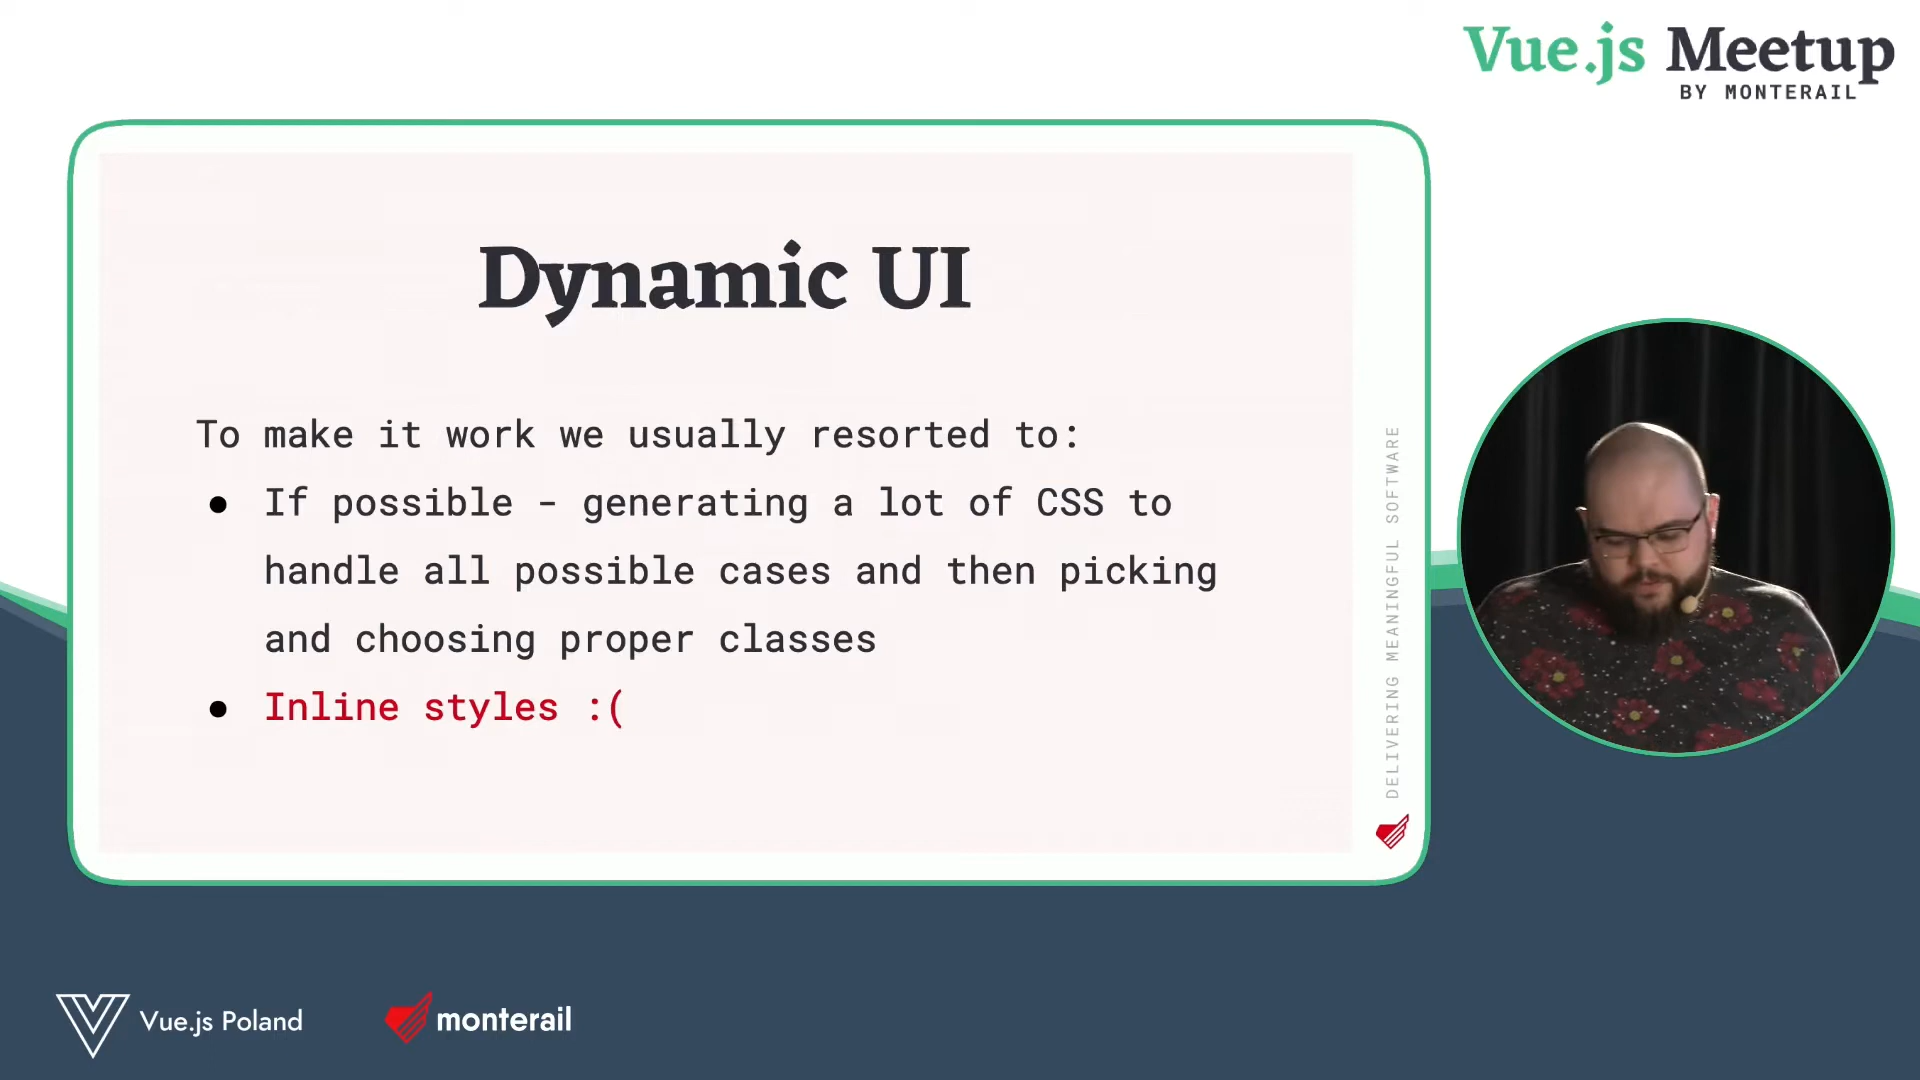 Vue.js Meetup
BY MONTERAIL
Dynamic UI
To make it work we usually resorted to:
● If possible - generating a lot of CSS to
handle all possible cases and then picking
and choosing proper classes
● Inline styles :(
DELIVERING MEANINGFUL SOFTWARE
Vue.js Poland
monterail